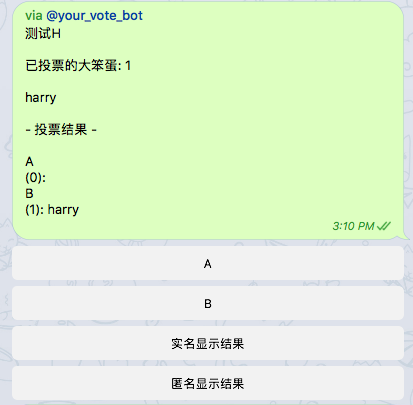 via @your_vote_bot
测试H
已投票的大笨蛋: 1
harry
- 投票结果 -
A
(0):
B
(1): harry
3:10 PM
A
B
实名显示结果
匿名显示结果